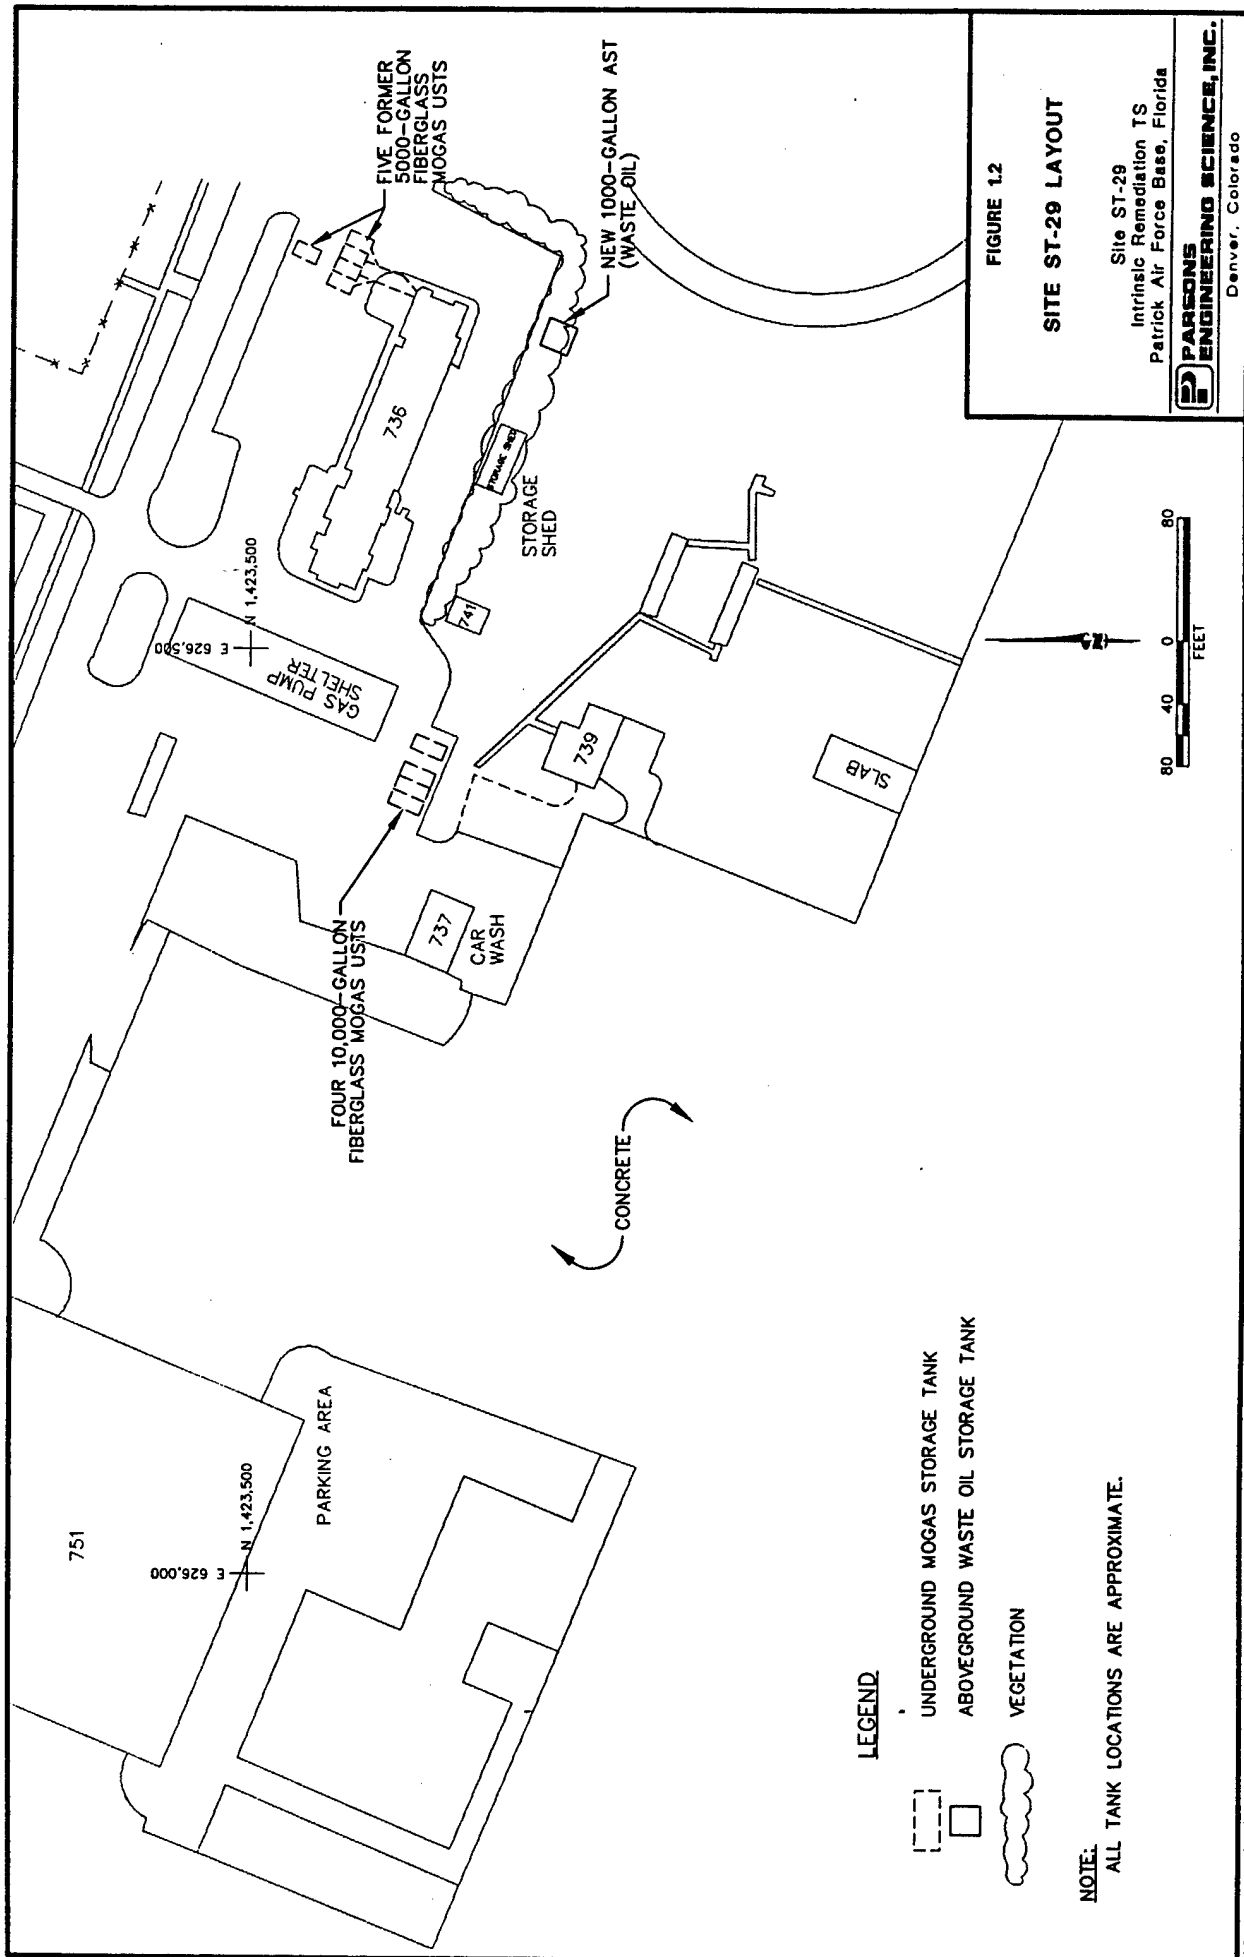 FIVE FORMER
5000-GALLON
FIBERGLASS
MOGAS USTS
NEW 1000-GALLON AST
(WASTE OIL)
736
STORAGE SHED
STORAGE
SHED
741
E 626,500
N 1,423,500
GAS PUMP
SHELTER
739
SLAB
FOUR 10,000-GALLON
FIBERGLASS MOGAS USTS
737
CAR
WASH
CONCRETE
751
E 626,000
N 1,423,500
PARKING AREA
LEGEND
UNDERGROUND MOGAS STORAGE TANK
ABOVEGROUND WASTE OIL STORAGE TANK
VEGETATION
NOTE:
ALL TANK LOCATIONS ARE APPROXIMATE.
80 40 0 80
FEET
FIGURE 1.2
SITE ST-29 LAYOUT
Site ST-29
Intrinsic Remediation TS
Patrick Air Force Base, Florida
PARSONS
ENGINEERING SCIENCE, INC.
Denver, Colorado